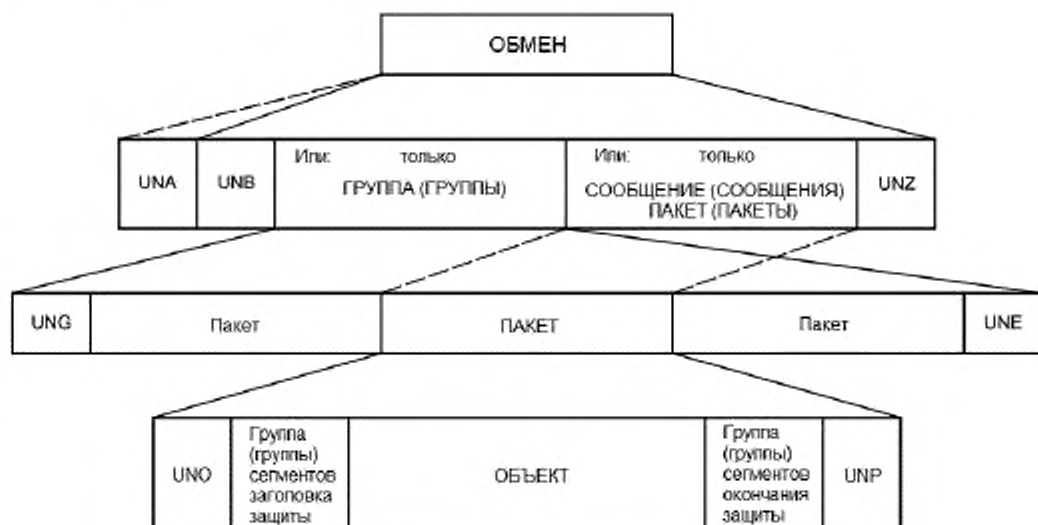 ОБМЕН
UNA
UNB
Или: только
ГРУППА (ГРУППЫ)
Или: только
СООБЩЕНИЕ (СООБЩЕНИЯ)
ПАКЕТ (ПАКЕТЫ)
UNZ
UNG
Пакет
ПАКЕТ
Пакет
UNE
UNO
Группа
(группы)
сегментов
заголовка
защиты
ОБЪЕКТ
Группа
(группы)
сегментов
окончания
защиты
UNP